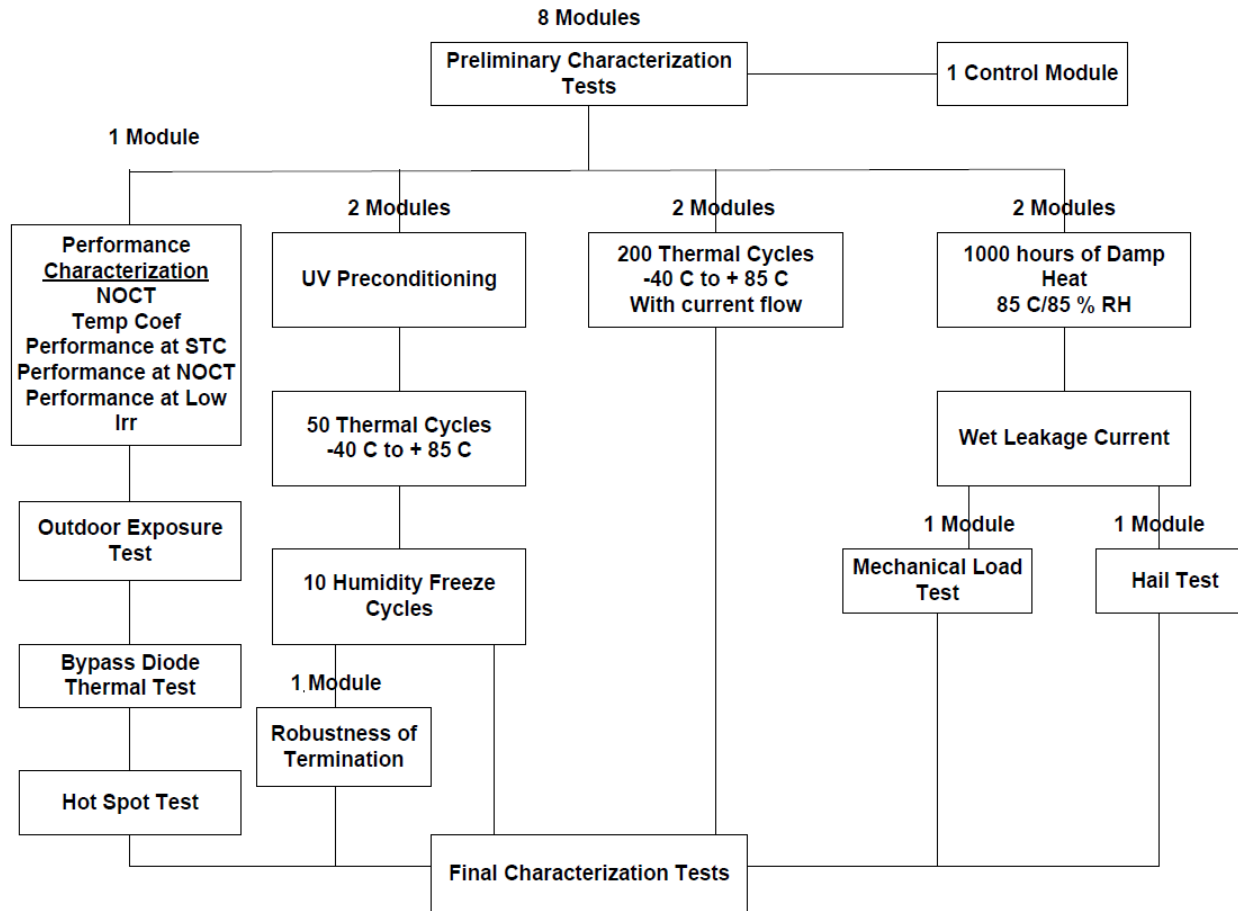 8 Modules
Preliminary Characterization
Tests
1 Control Module
1 Module
Performance
Characterization
NOCT
Temp Coef
Performance at STC
Performance at NOCT
Performance at Low
Irr
Outdoor Exposure
Test
Bypass Diode
Thermal Test
Hot Spot Test
2 Modules
UV Preconditioning
50 Thermal Cycles
-40 C to + 85 C
10 Humidity Freeze
Cycles
1 Module
Robustness of
Termination
2 Modules
200 Thermal Cycles
-40 C to + 85 C
With current flow
2 Modules
1000 hours of Damp
Heat
85 C/85 % RH
Wet Leakage Current
1 Module
Mechanical Load
Test
1 Module
Hail Test
Final Characterization Tests